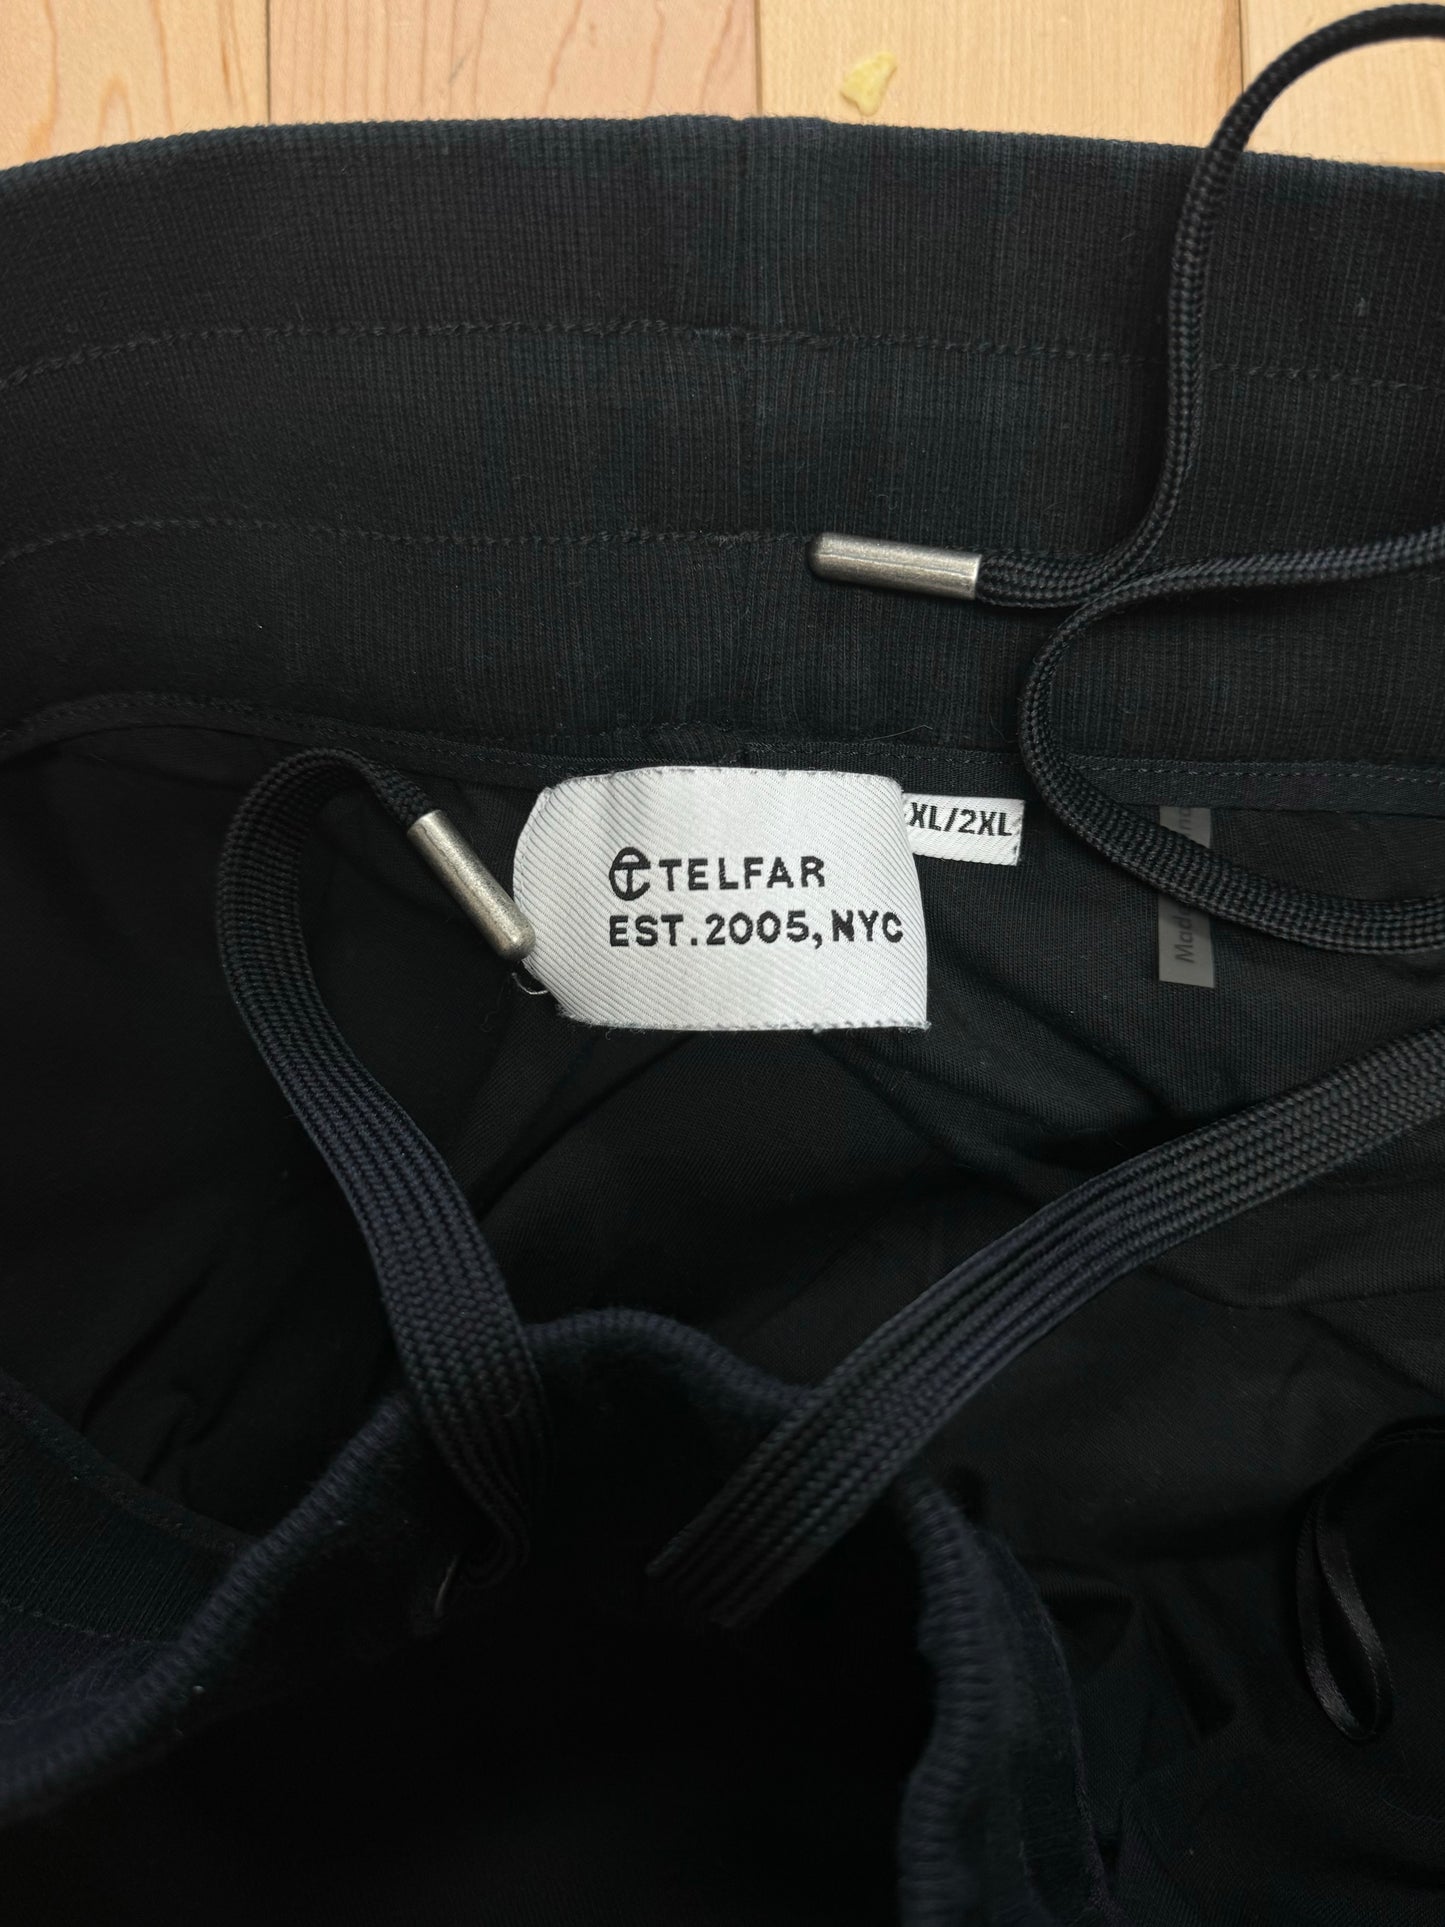 TELFAR
EST.2005, NYC
XL/2XL